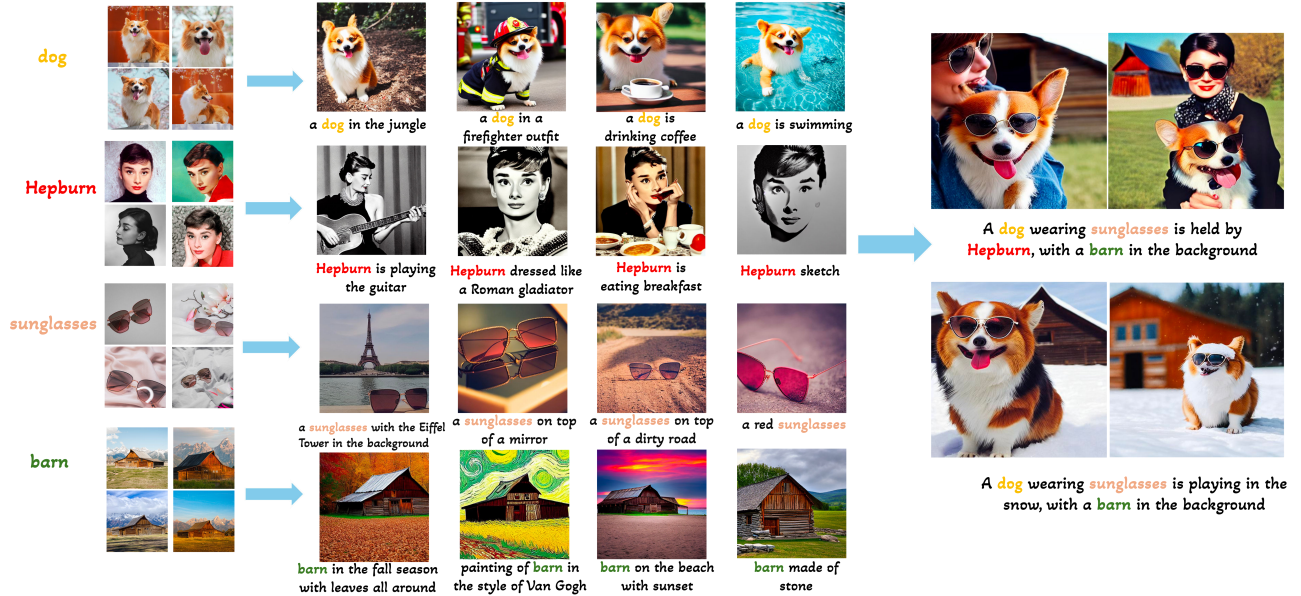 dog
a dog in the jungle
a dog in a
firefighter outfit
a dog is
drinking coffee
a dog is swimming
Hepburn
Hepburn is playing
the guitar
Hepburn dressed like
a Roman gladiator
Hepburn is
eating breakfast
Hepburn sketch
sunglasses
a sunglasses with the Eiffel
Tower in the background
a sunglasses on top
of a mirror
a sunglasses on top
of a dirty road
a red sunglasses
barn
barn in the fall season
with leaves all around
painting of barn in
the style of Van Gogh
barn on the beach
with sunset
barn made of
stone
A dog wearing sunglasses is held by
Hepburn, with a barn in the background
A dog wearing sunglasses is playing in the
snow, with a barn in the background